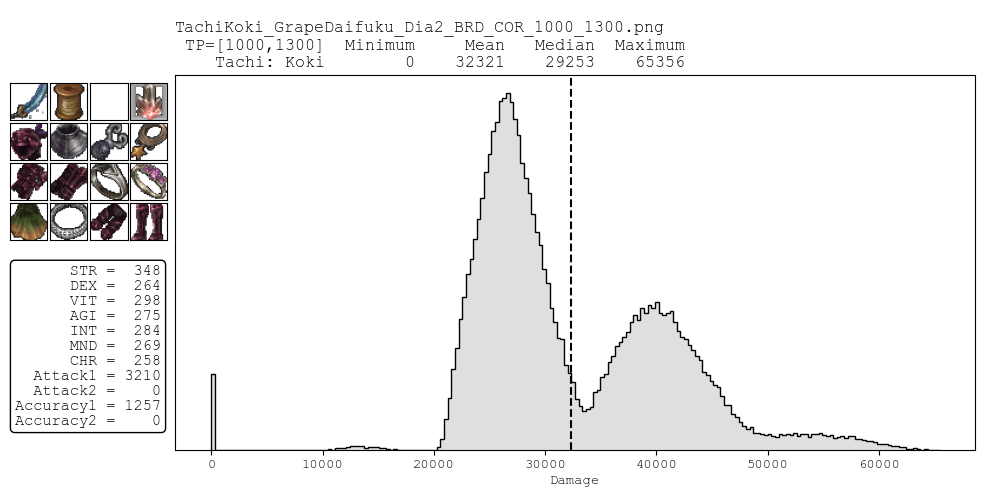 TachiKoki_GrapeDaifuku_Dia2_BRD_COR_1000_1300.png
TP=[1000,1300] Minimum Mean Median Maximum
Tachi: Koki 0 32321 29253 65356
STR = 348
DEX = 264
VIT = 298
AGI = 275
INT = 284
MND = 269
CHR = 258
Attack1 = 3210
Attack2 = 0
Accuracy1 = 1257
Accuracy2 = 0
0 10000 20000 30000 40000 50000 60000
Damage